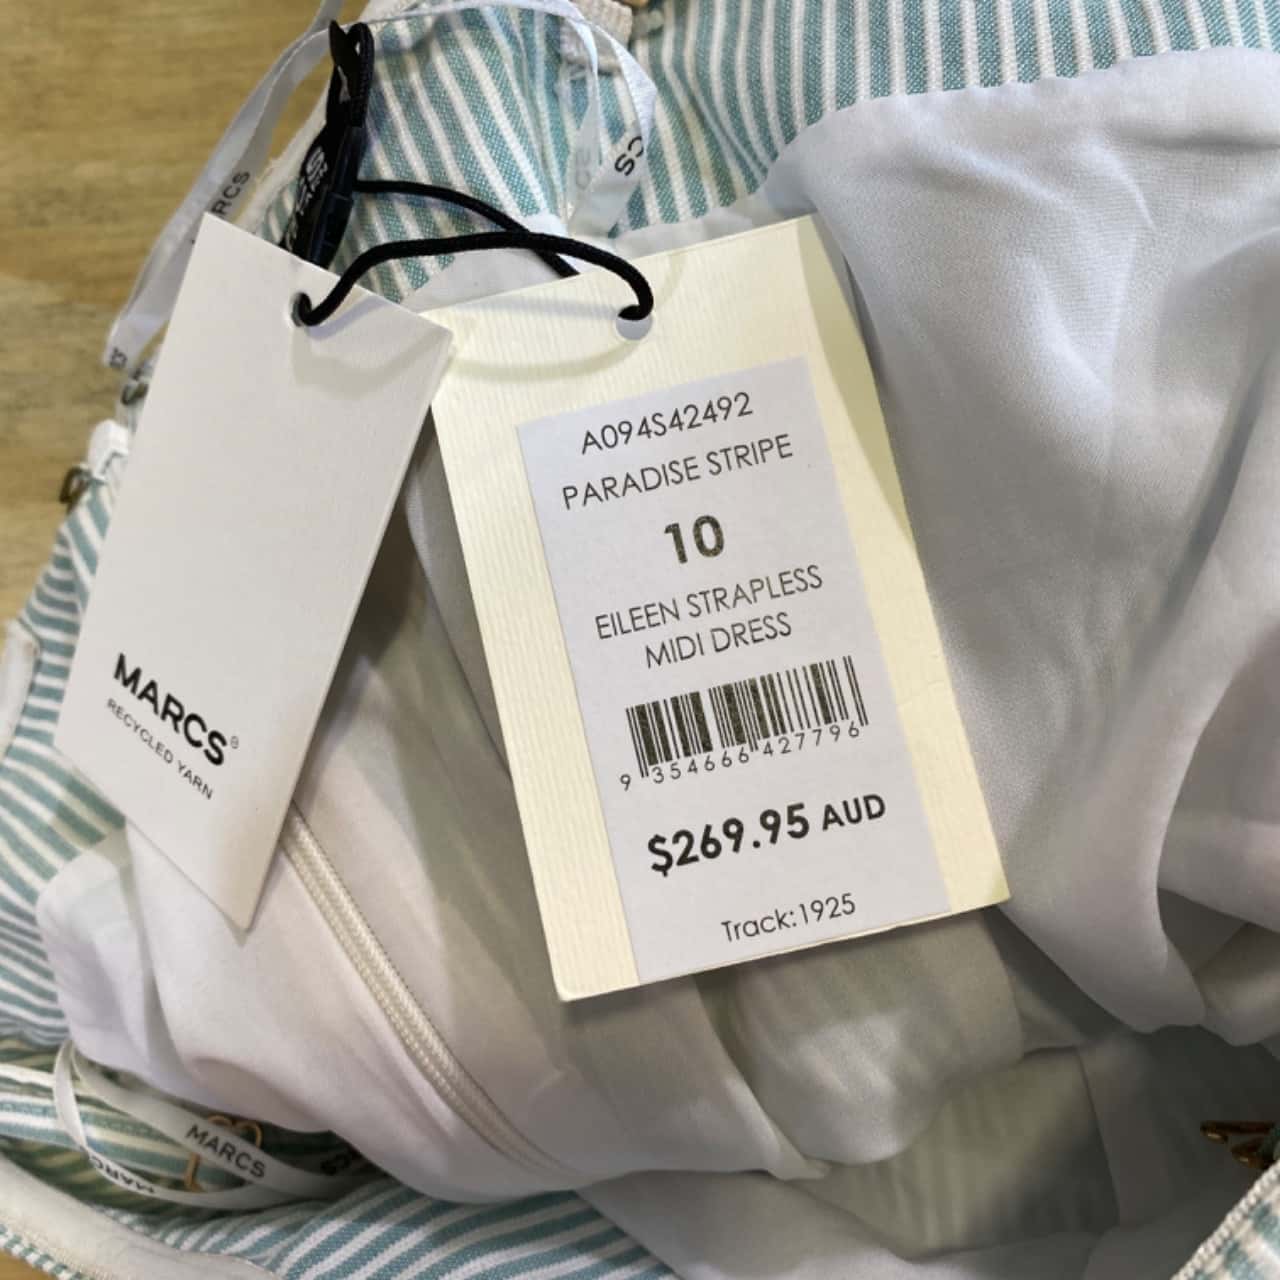 A094S42492
PARADISE STRIPE
10
EILEEN STRAPLESS
MIDI DRESS
9 354666 427796
$269.95 AUD
Track:1925
MARCS®
RECYCLED YARN
MARCS